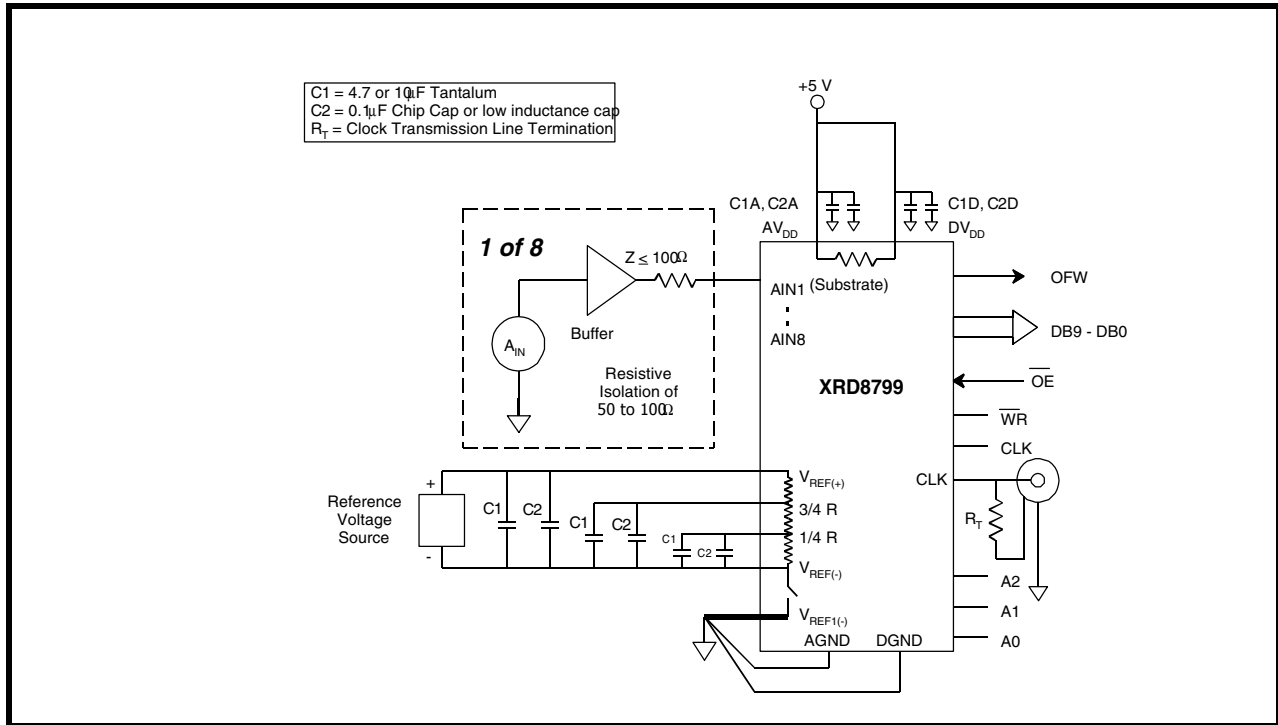 C1 = 4.7 or 10μF Tantalum
C2 = 0.1μF Chip Cap or low inductance cap
RT = Clock Transmission Line Termination
+5 V
C1A, C2A
C1D, C2D
AVDD
DVDD
1 of 8
Z ≤ 100Ω
Buffer
AIN
Resistive
Isolation of
50 to 100Ω
AIN1
(Substrate)
AIN8
XRD8799
OFW
DB9 - DB0
OE
WR
CLK
CLK
RT
A2
A1
A0
Reference
Voltage
Source
+
-
C1
C2
C1
C2
C1
C2
VREF(+)
3/4 R
1/4 R
VREF(-)
VREF1(-)
AGND
DGND